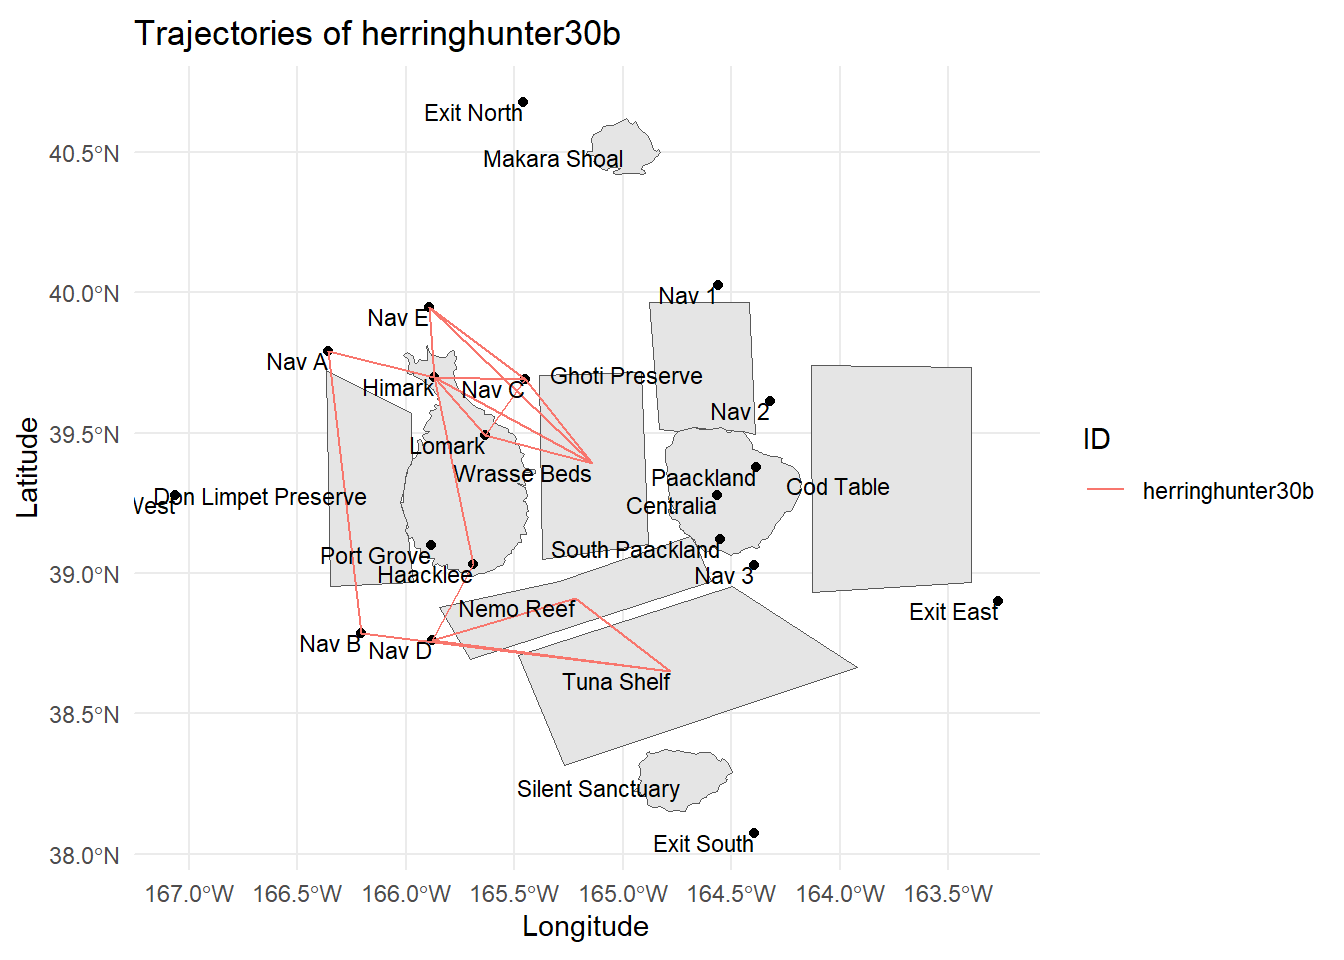 Trajectories of herringhunter30b
Exit North
Makara Shoal
40.5°N
40.0°N
39.5°N
39.0°N
38.5°N
38.0°N
Latitude
Nav 1
Nav E
Nav A
Himark
Nav C
Ghoti Preserve
Nav 2
Lomark
Wrasse Beds
Paackland
Cod Table
West
Don Limpet Preserve
Centralia
Port Grove
South Paackland
Haacklee
Nav 3
Nemo Reef
Exit East
Nav B
Nav D
Tuna Shelf
Silent Sanctuary
Exit South
167.0°W
166.5°W
166.0°W
165.5°W
165.0°W
164.5°W
164.0°W
163.5°W
Longitude
ID
herringhunter30b